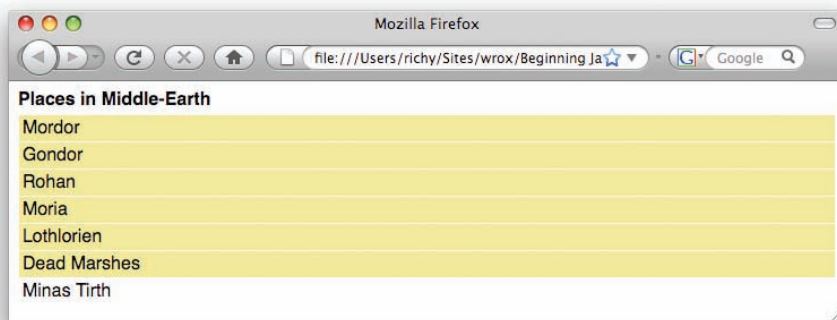 Mozilla Firefox
file:///Users/richy/Sites/wrox/Beginning Ja
G Google
Places in Middle-Earth
Mordor
Gondor
Rohan
Moria
Lothlorien
Dead Marshes
Minas Tirth